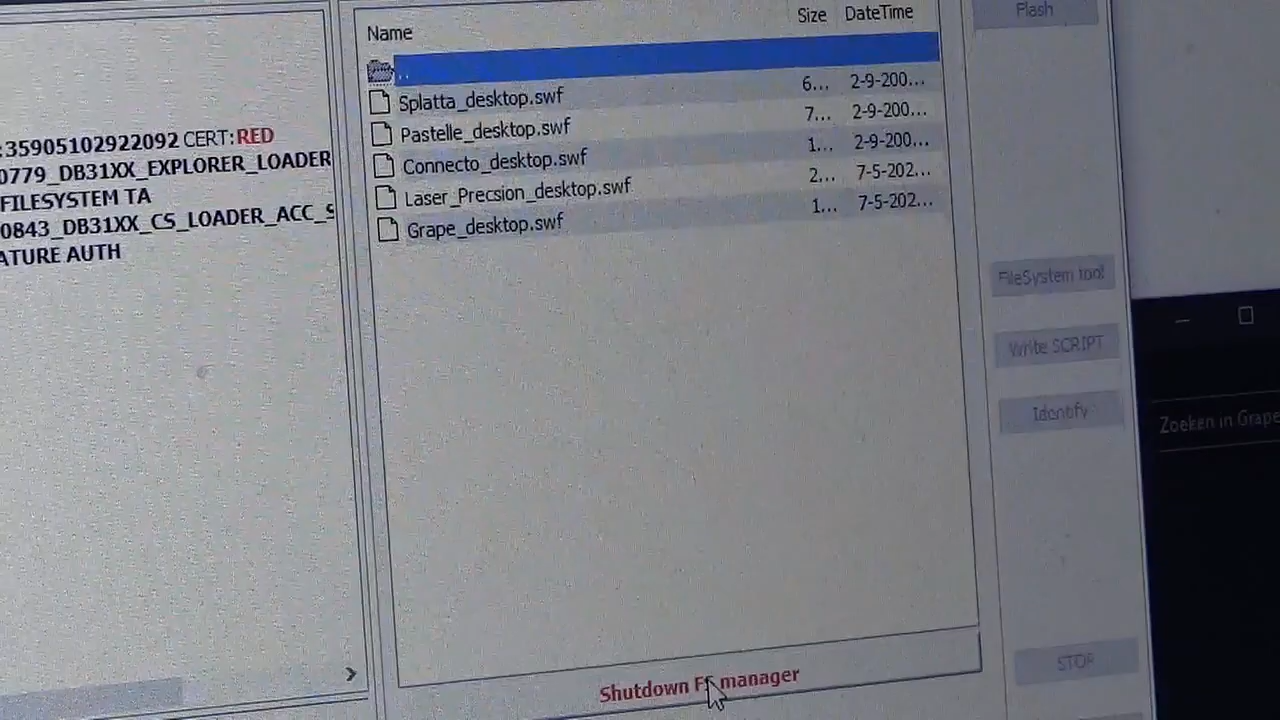 Name Size DateTime
..
Splatta_desktop.swf 6... 2-9-200...
Pastelle_desktop.swf 7... 2-9-200...
Connecto_desktop.swf 1... 2-9-200...
Laser_Precsion_desktop.swf 2... 7-5-202...
Grape_desktop.swf 1... 7-5-202...
Shutdown FS manager
:35905102922092 CERT:RED
0779_DB31XX_EXPLORER_LOADER
FILESYSTEM TA
0843_DB31XX_CS_LOADER_ACC_S
ATURE AUTH
Flash
FileSystem tool
Write SCRIPT
Identify
STOP
Zoeken in Grape